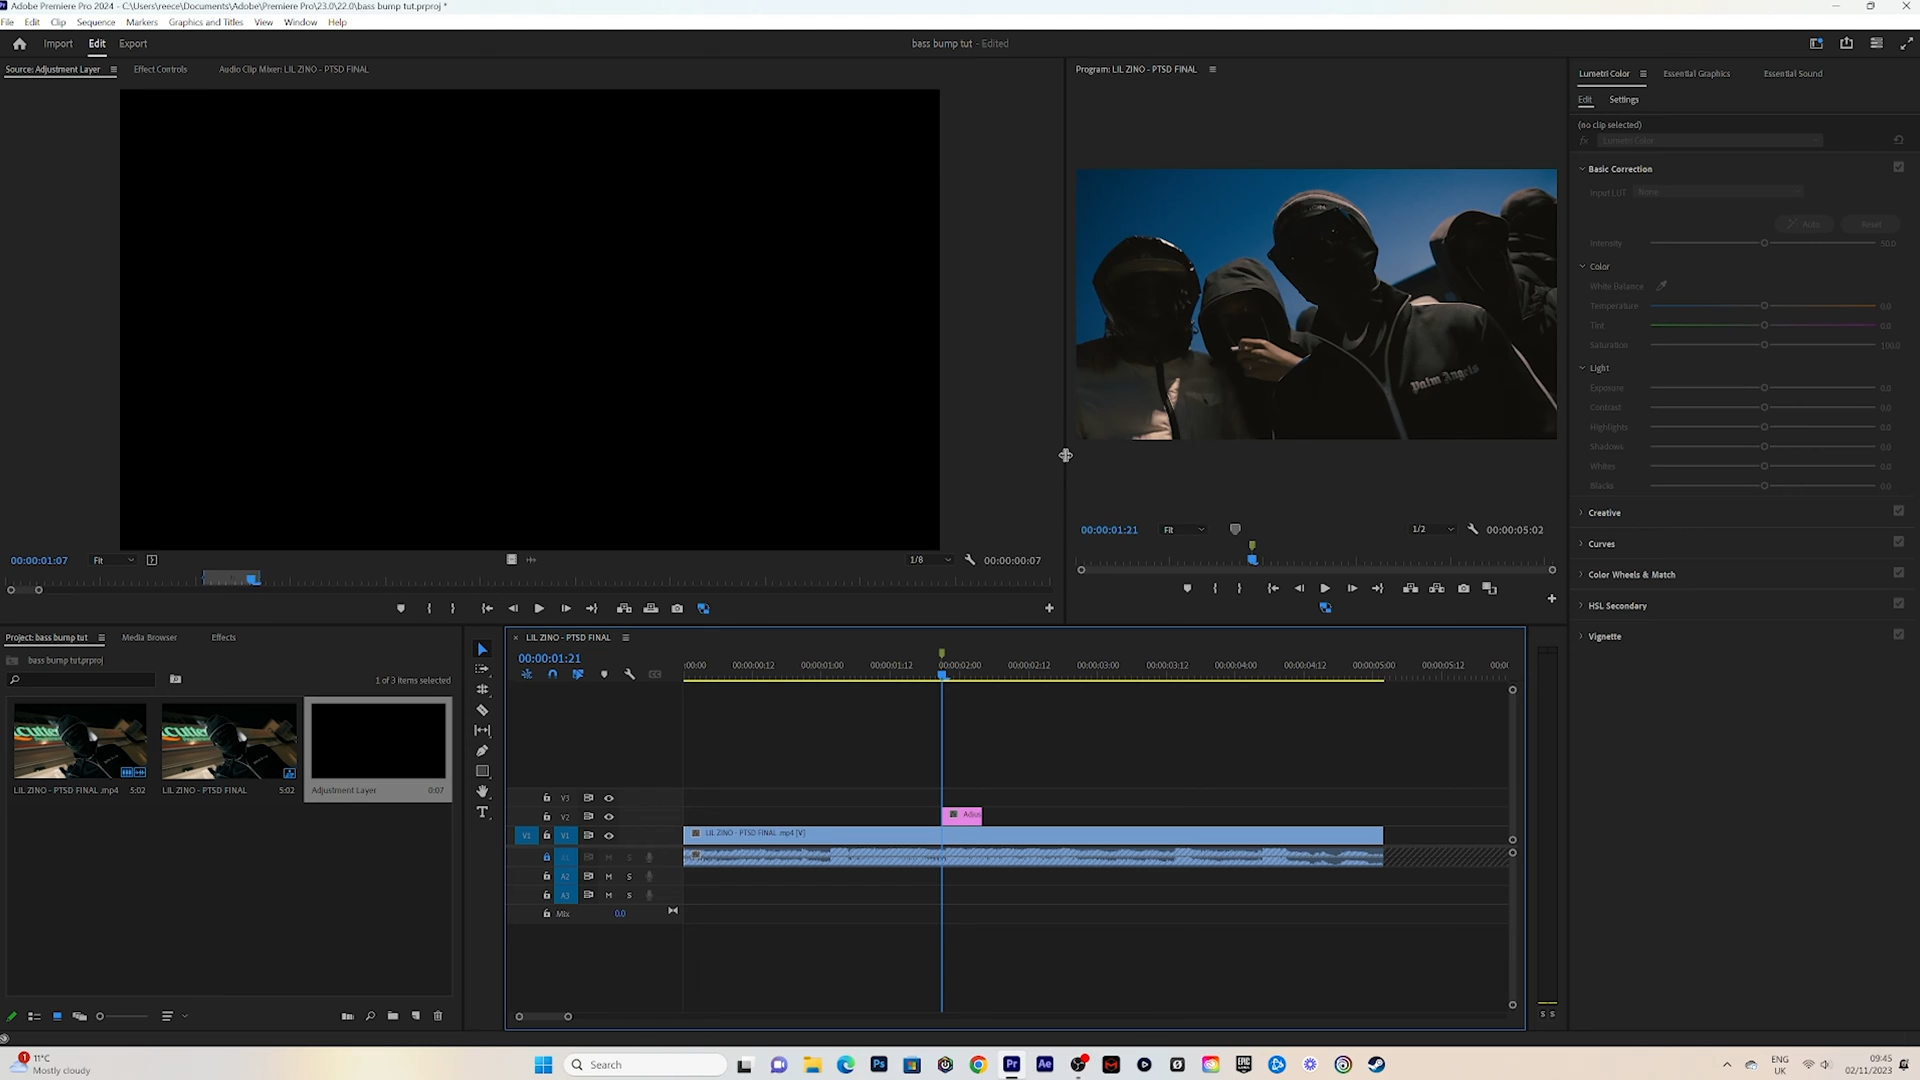 Adobe Premiere Pro 2024 - C:\Users\reece\Documents\Adobe\Premiere Pro\23.0\22.0\bass bump tut.prproj *
File Edit Clip Sequence Markers Graphics and Titles View Window Help
Import Edit Export
bass bump tut - Edited
Source: Adjustment Layer
Effect Controls
Audio Clip Mixer: LIL ZINO - PTSD FINAL
Program: LIL ZINO - PTSD FINAL
Lumetri Color
Essential Graphics
Essential Sound
Edit Settings
(no clip selected)
fx Lumetri Color
Basic Correction
Input LUT None
Auto Reset
Intensity 50.0
Color
White Balance
Temperature 0.0
Tint 0.0
Saturation 100.0
Light
Exposure 0.0
Contrast 0.0
Highlights 0.0
Shadows 0.0
Whites 0.0
Blacks 0.0
Creative
Curves
Color Wheels & Match
HSL Secondary
Vignette
Palm Angels
00:00:01:21 Fit 1/2 00:00:05:02
00:00:01:07 Fit 1/8 00:00:00:07
Project: bass bump tut
Media Browser
Effects
bass bump tut.prproj
1 of 3 items selected
LIL ZINO - PTSD FINAL .mp4 5:02
LIL ZINO - PTSD FINAL 5:02
Adjustment Layer 0:07
LIL ZINO - PTSD FINAL
00:00:01:21
:00:00 00:00:00:12 00:00:01:00 00:00:01:12 00:00:02:00 00:00:02:12 00:00:03:00 00:00:03:12 00:00:04:00 00:00:04:12 00:00:05:00 00:00:05:12 00:00
V3
V2
Adjus
V1 V1
LIL ZINO - PTSD FINAL .mp4 [V]
A1 M S
A2 M S
A3 M S
Mix 0.0
S S
1
11°C
Mostly cloudy
Search
Ps
Pr
Ae
EPIC GAMES
ENG
UK
09:45
02/11/2023